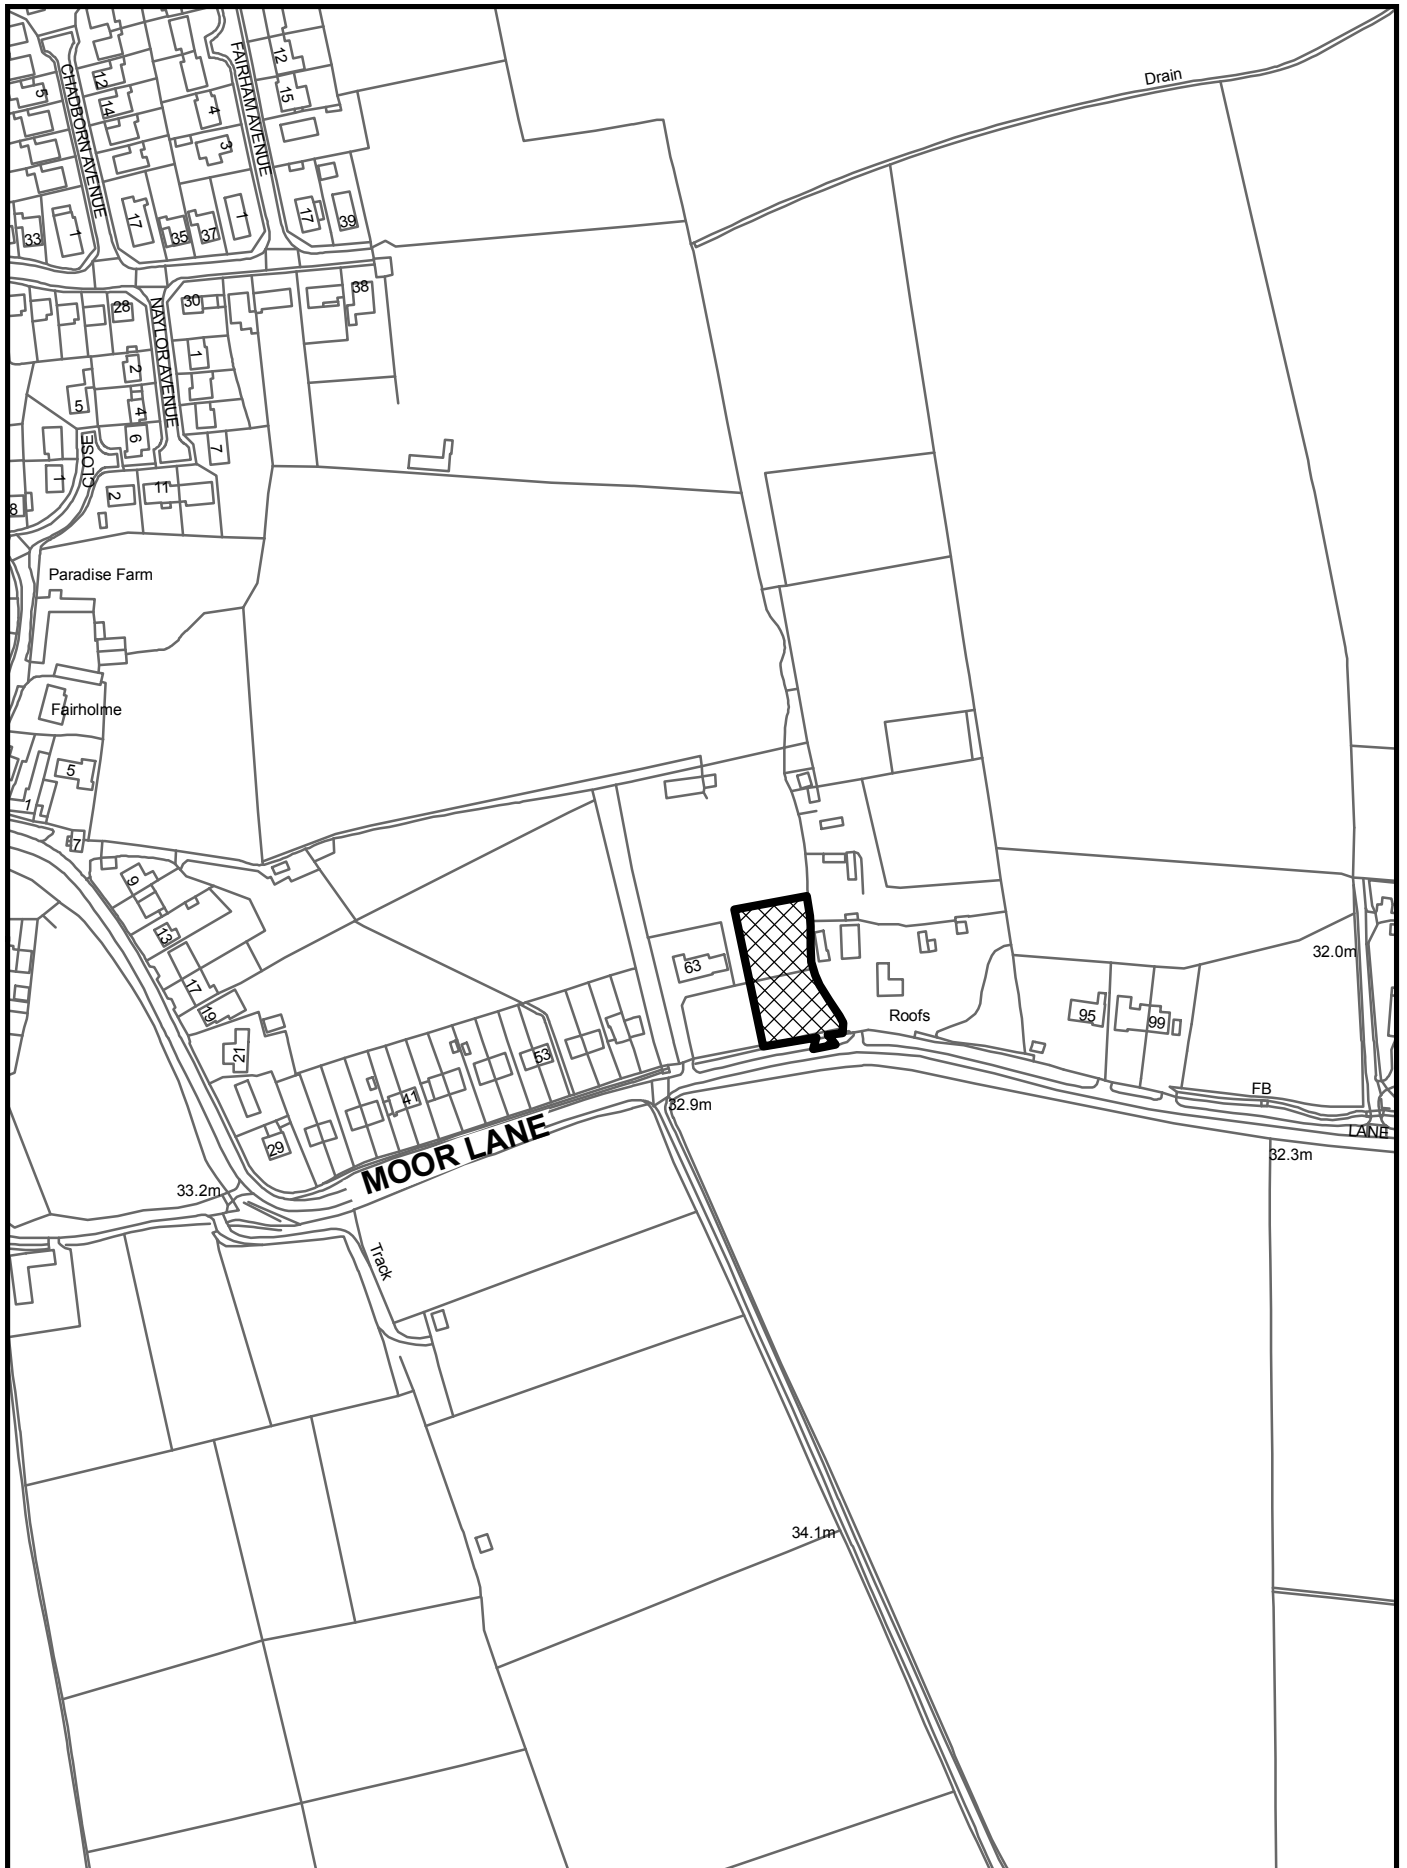 Drain
CHADBORN AVENUE
FAIRHAM AVENUE
12
15
5
12
14
4
3
33
1
17
35
37
1
17
39
28
30
38
NAYLOR AVENUE
1
2
5
4
6
7
CLOSE
1
2
11
8
Paradise Farm
Fairholme
5
1
7
9
13
17
19
21
29
41
53
63
Roofs
95
99
32.0m
FB
LANE
32.3m
32.9m
MOOR LANE
33.2m
Track
34.1m